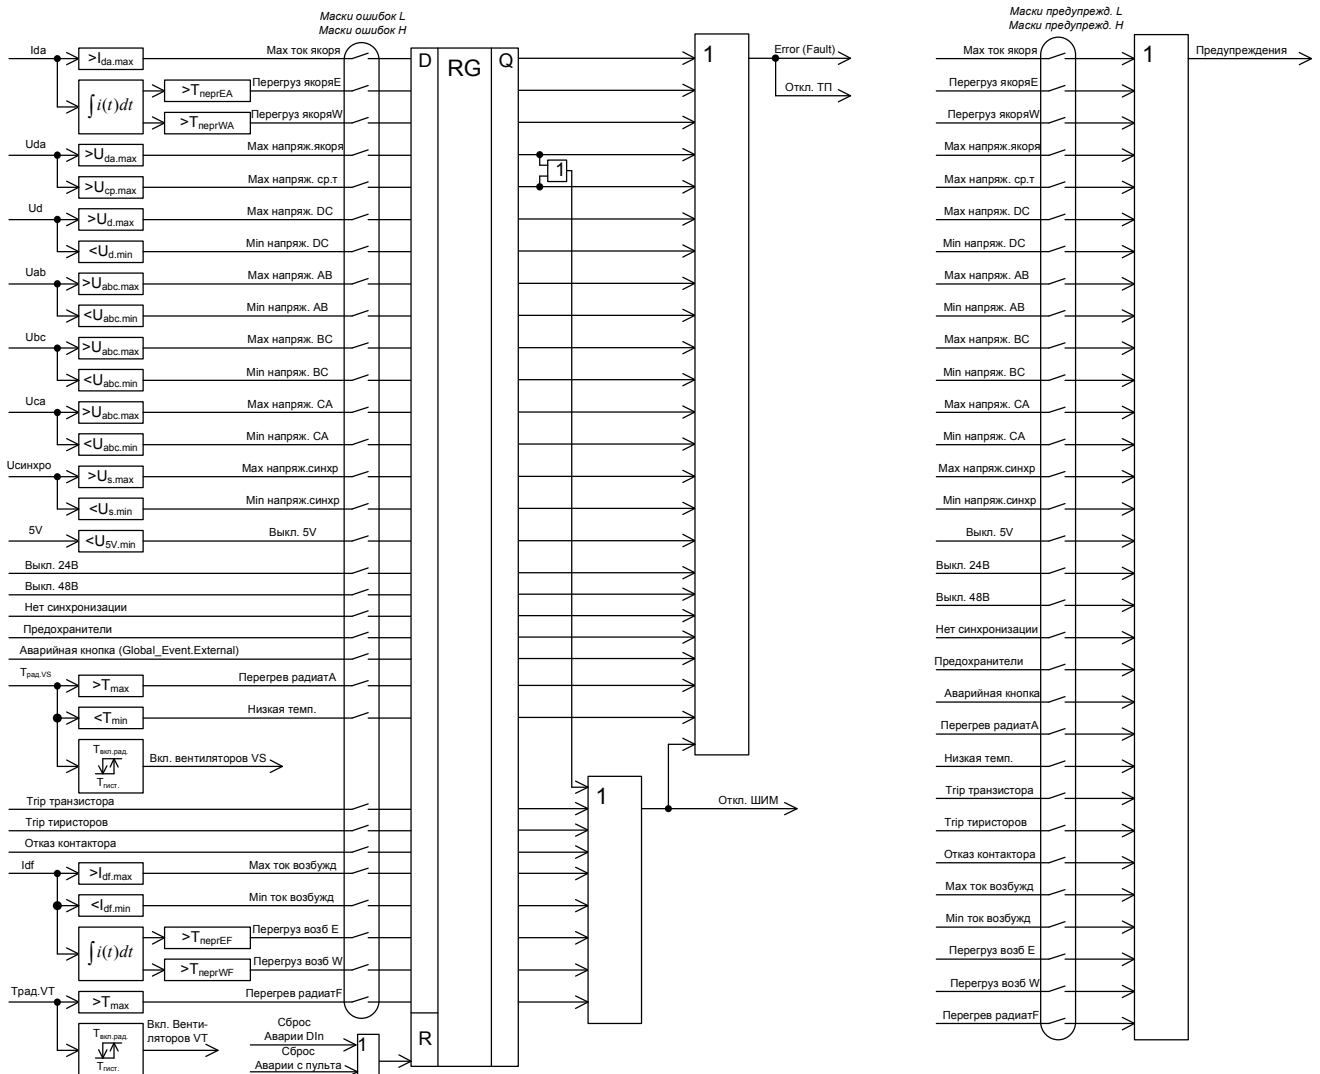 Маски ошибок L
Маски ошибок H
Ida
>Ida.max
Max ток якоря
∫i(t)dt
>TпергEA
Перегруз якоряE
>TпергWA
Перегруз якоряW
Uda
>Uda.max
Max напряж.якоря
>Uср.max
Max напряж. ср.т
Ud
>Ud.max
Max напряж. DC
<Ud.min
Min напряж. DC
Uab
>Uabc.max
Max напряж. AB
<Uabc.min
Min напряж. AB
Ubc
>Uabc.max
Max напряж. BC
<Uabc.min
Min напряж. BC
Uca
>Uabc.max
Max напряж. CA
<Uabc.min
Min напряж. CA
Uсинхро
>Us.max
Max напряж.синхр
<Us.min
Min напряж.синхр
5V
<U5V.min
Выкл. 5V
Выкл. 24В
Выкл. 48В
Нет синхронизации
Предохранители
Аварийная кнопка (Global_Event.External)
Tрад.VS
>Tmax
Перегрев радиатA
<Tmin
Низкая темп.
Tвкл.рад.
Tгист.
Вкл. вентиляторов VS
Trip транзистора
Trip тиристоров
Отказ контактора
Idf
>Idf.max
Max ток возбужд
<Idf.min
Min ток возбужд
∫i(t)dt
>TпергEF
Перегруз возб E
>TпергWF
Перегруз возб W
Tрад.VT
>Tmax
Перегрев радиатF
Tвкл.рад.
Tгист.
Вкл. Венти-
ляторов VT
Сброс
Аварии DIn
Сброс
Аварии с пульта
1
D
RG
Q
R
1
1
Error (Fault)
Откл. ТП
1
Откл. ШИМ
Маски предупрежд. L
Маски предупрежд. H
Max ток якоря
Перегруз якоряE
Перегруз якоряW
Max напряж.якоря
Max напряж. ср.т
Max напряж. DC
Min напряж. DC
Max напряж. AB
Min напряж. AB
Max напряж. BC
Min напряж. BC
Max напряж. CA
Min напряж. CA
Max напряж.синхр
Min напряж.синхр
Выкл. 5V
Выкл. 24В
Выкл. 48В
Нет синхронизации
Предохранители
Аварийная кнопка
Перегрев радиатA
Низкая темп.
Trip транзистора
Trip тиристоров
Отказ контактора
Max ток возбужд
Min ток возбужд
Перегруз возб E
Перегруз возб W
Перегрев радиатF
1
Предупреждения